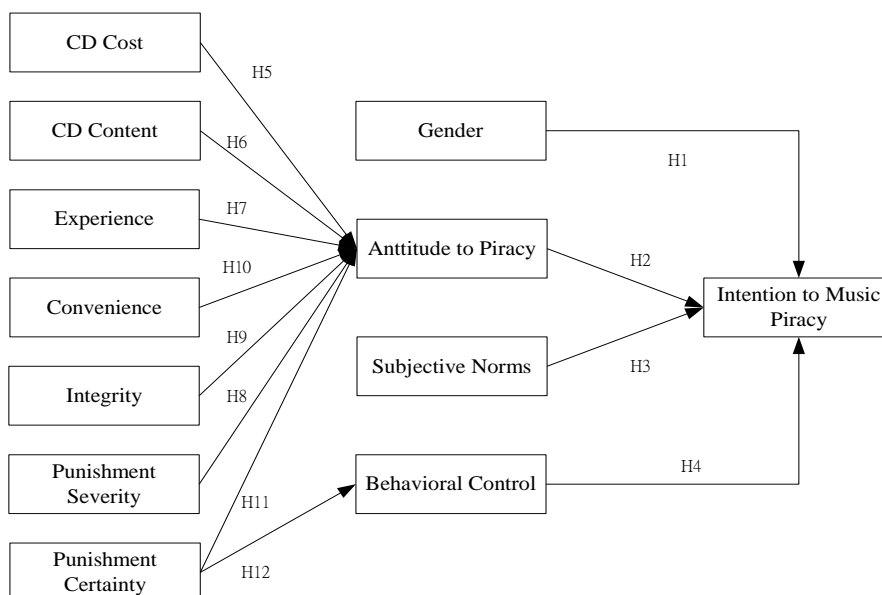 CD Cost
H5
CD Content
Gender
H6
H1
Experience
H7
Anttitude to Piracy
H10
H2
Convenience
Intention to Music
Piracy
H9
Integrity
H8
Subjective Norms
H3
Punishment
Severity
Behavioral Control
H4
H11
Punishment
Certainty
H12